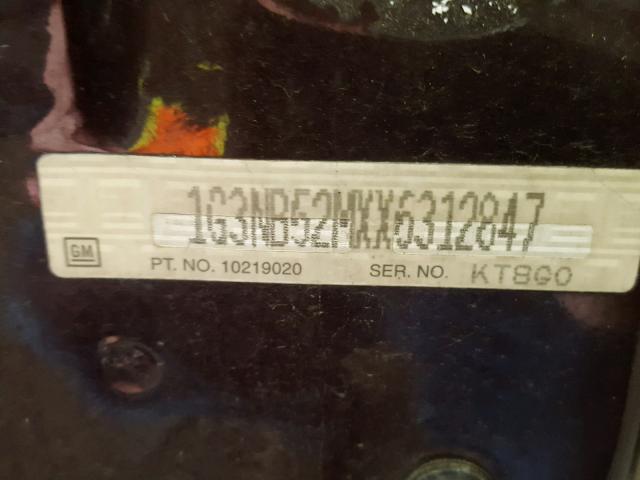 1G3NB52MXX6312847
GM
PT. NO. 10219020 SER. NO. KT8G0